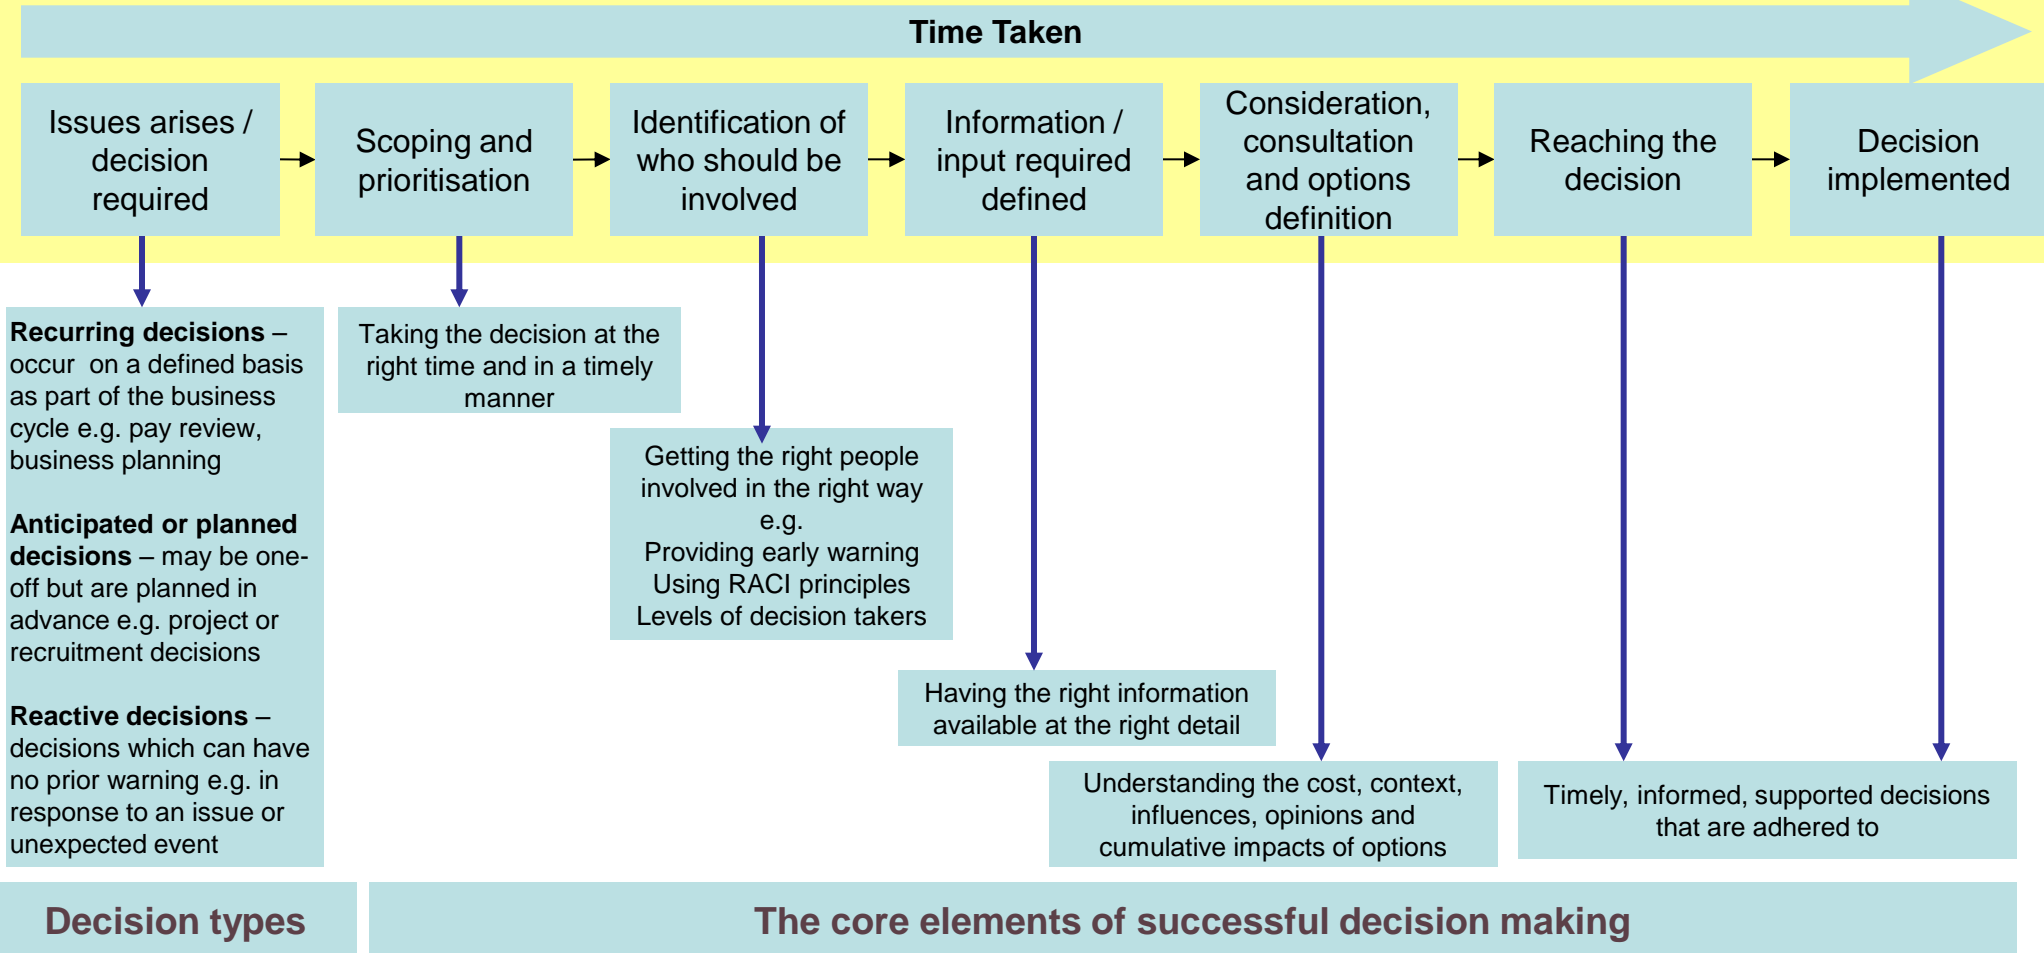 Time Taken
Issues arises /
decision
required
Scoping and
prioritisation
Identification of
who should be
involved
Information /
input required
defined
Consideration,
consultation
and options
definition
Reaching the
decision
Decision
implemented
Recurring decisions –
occur  on a defined basis
as part of the business
cycle e.g. pay review,
business planning
Anticipated or planned
decisions – may be one-
off but are planned in
advance e.g. project or
recruitment decisions
Reactive decisions –
decisions which can have
no prior warning e.g. in
response to an issue or
unexpected event
Taking the decision at the
right time and in a timely
manner
Getting the right people
involved in the right way
e.g.
Providing early warning
Using RACI principles
Levels of decision takers
Having the right information
available at the right detail
Understanding the cost, context,
influences, opinions and
cumulative impacts of options
Timely, informed, supported decisions
that are adhered to
Decision types
The core elements of successful decision making